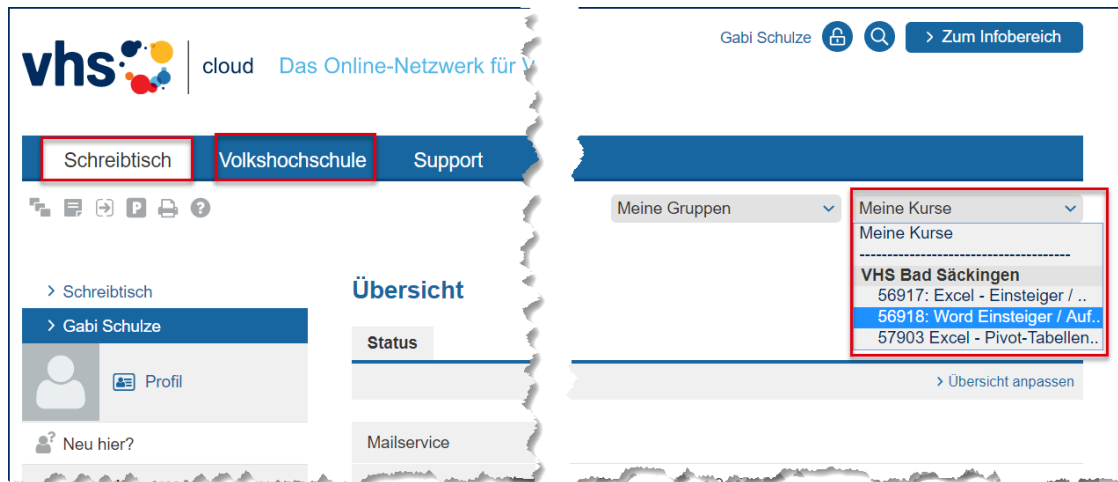 Gabi Schulze > Zum Infobereich
vhs cloud Das Online-Netzwerk für V
Schreibtisch Volkshochschule Support
P ? Meine Gruppen Meine Kurse
Meine Kurse
--------------------------------------
VHS Bad Säckingen
56917: Excel - Einsteiger / ..
56918: Word Einsteiger / Auf..
57903 Excel - Pivot-Tabellen..
> Schreibtisch
> Gabi Schulze
Profil
? Neu hier?
Übersicht
Status
> Übersicht anpassen
Mailservice